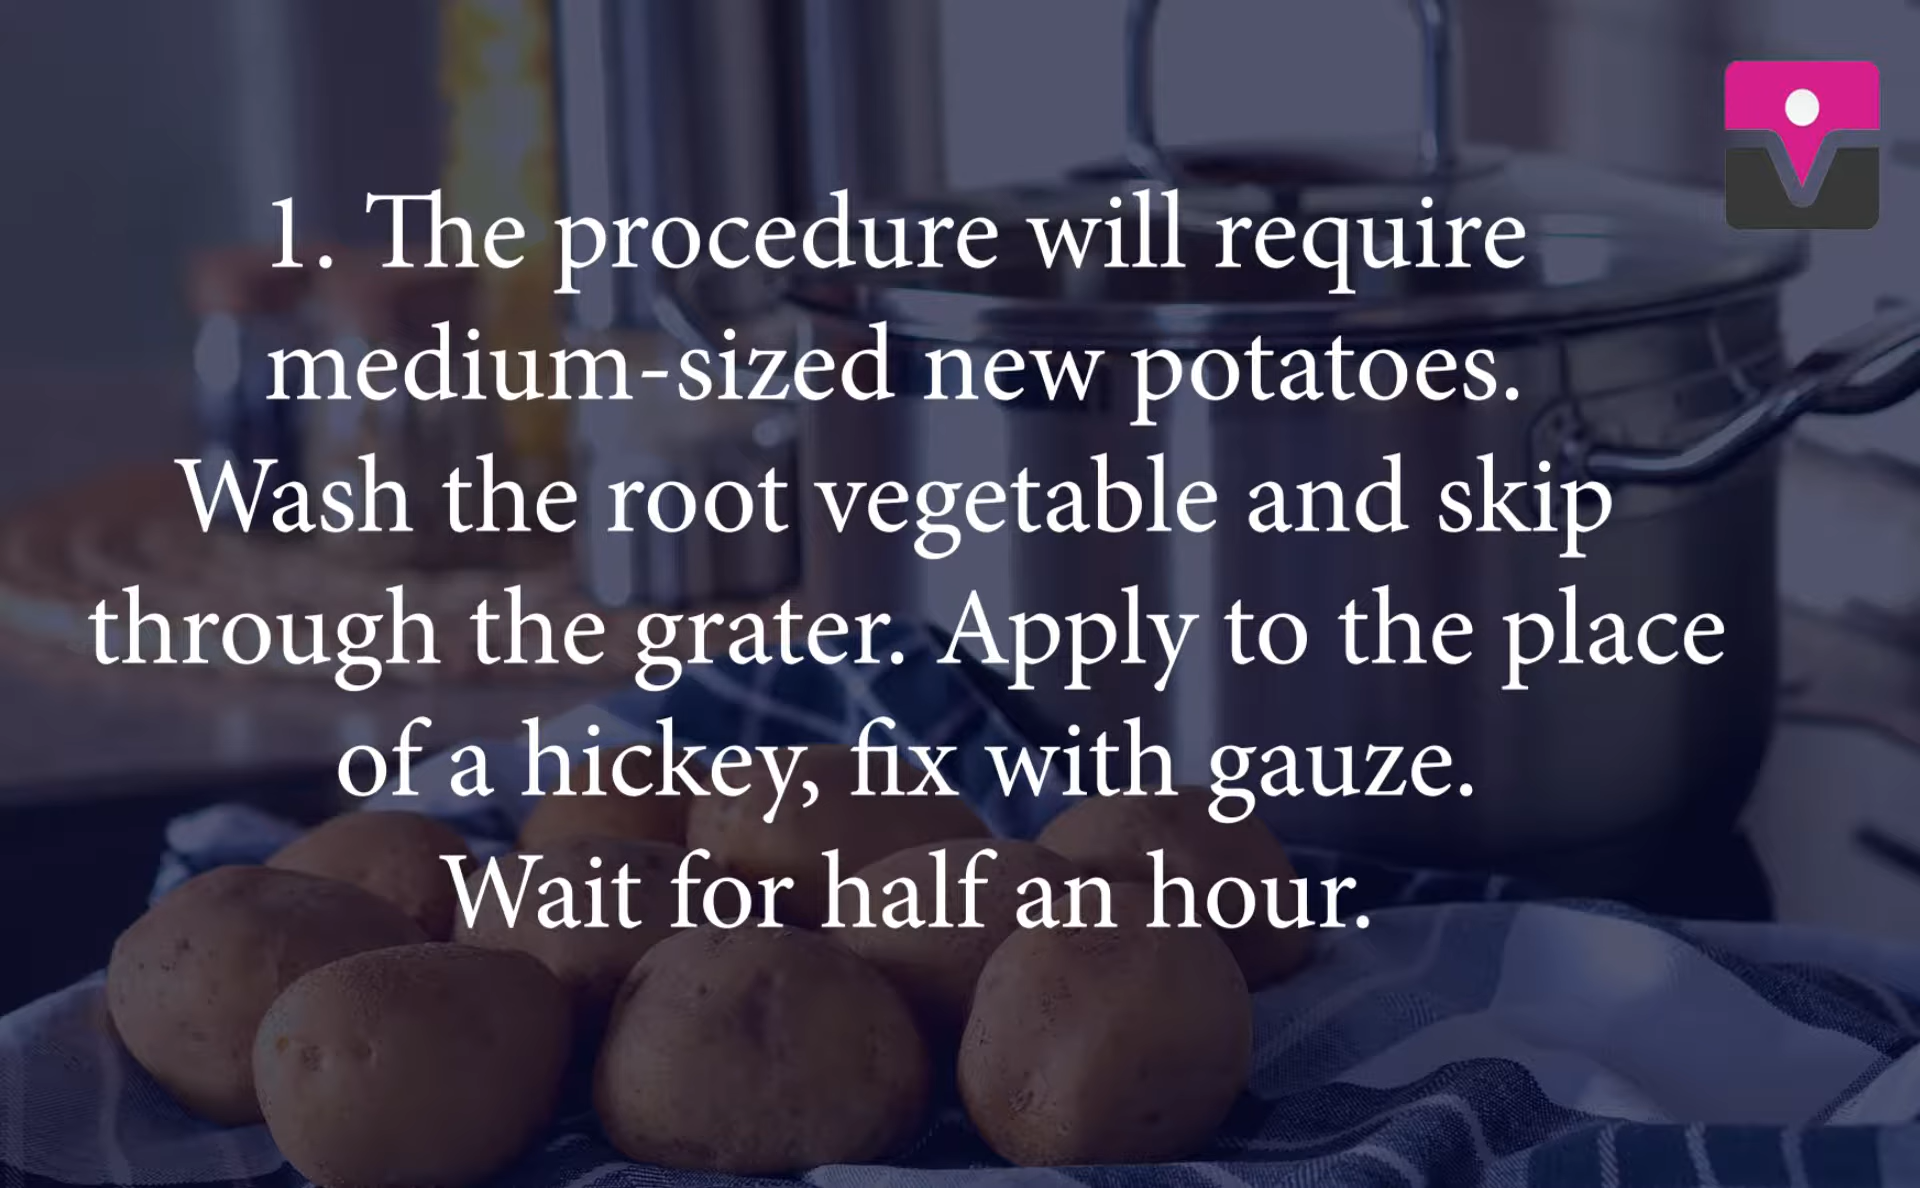 1. The procedure will require
medium-sized new potatoes.
Wash the root vegetable and skip
through the grater. Apply to the place
of a hickey, fix with gauze.
Wait for half an hour.